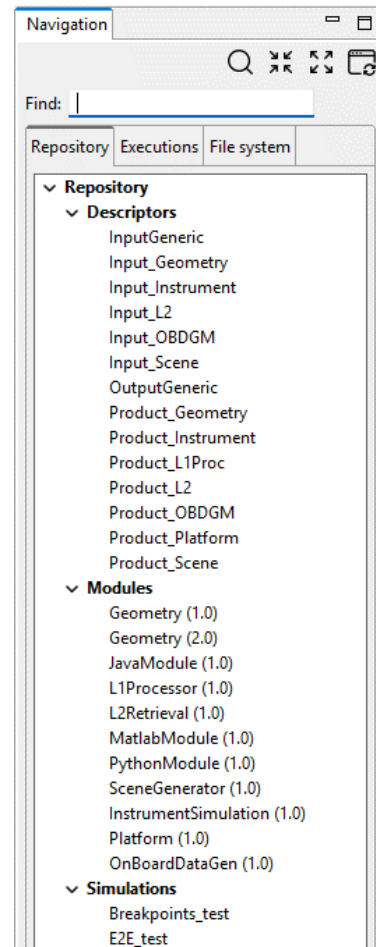 Navigation
Find:
Repository Executions File system
Repository
Descriptors
InputGeneric
Input_Geometry
Input_Instrument
Input_L2
Input_OBDGM
Input_Scene
OutputGeneric
Product_Geometry
Product_Instrument
Product_L1Proc
Product_L2
Product_OBDGM
Product_Platform
Product_Scene
Modules
Geometry (1.0)
Geometry (2.0)
JavaModule (1.0)
L1Processor (1.0)
L2Retrieval (1.0)
MatlabModule (1.0)
PythonModule (1.0)
SceneGenerator (1.0)
InstrumentSimulation (1.0)
Platform (1.0)
OnBoardDataGen (1.0)
Simulations
Breakpoints_test
E2E_test